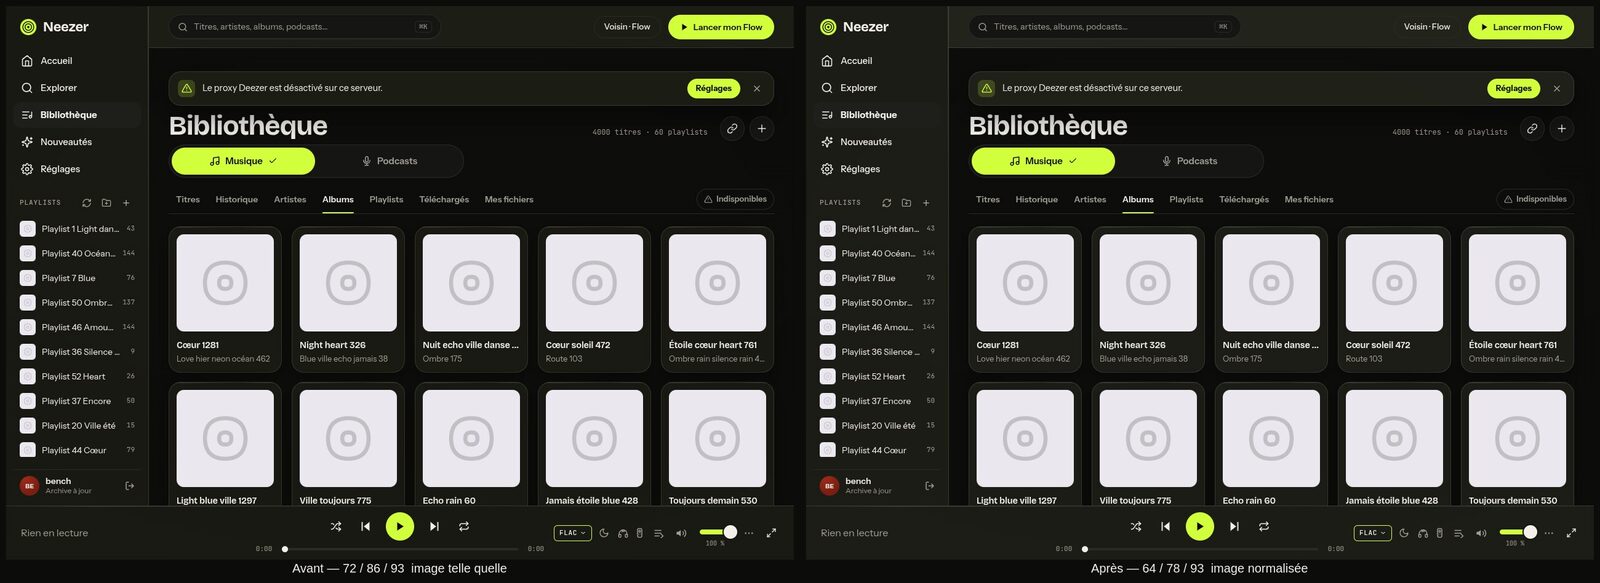 Neezer
Titres, artistes, albums, podcasts...
⌘K
Voisin·Flow
Lancer mon Flow
Accueil
Explorer
Bibliothèque
Nouveautés
Réglages
PLAYLISTS
Playlist 1 Light dan... 43
Playlist 40 Océan... 144
Playlist 7 Blue 76
Playlist 50 Ombr... 137
Playlist 46 Amou... 144
Playlist 36 Silence ... 9
Playlist 52 Heart 26
Playlist 37 Encore 50
Playlist 20 Ville été 15
Playlist 44 Cœur 79
BE
bench
Archive à jour
Le proxy Deezer est désactivé sur ce serveur.
Réglages
Bibliothèque
4000 titres · 60 playlists
Musique
Podcasts
Titres Historique Artistes Albums Playlists Téléchargés Mes fichiers
Indisponibles
Cœur 1281
Love hier neon océan 462
Night heart 326
Blue ville echo jamais 38
Nuit echo ville danse ...
Ombre 175
Cœur soleil 472
Route 103
Étoile cœur heart 761
Ombre rain silence rain 4...
Light blue ville 1297
Ville toujours 775
Echo rain 60
Jamais étoile blue 428
Toujours demain 530
Rien en lecture
0:00
0:00
FLAC
100 %
Avant — 72 / 86 / 93 image telle quelle
Neezer
Titres, artistes, albums, podcasts...
⌘K
Voisin·Flow
Lancer mon Flow
Accueil
Explorer
Bibliothèque
Nouveautés
Réglages
PLAYLISTS
Playlist 1 Light dan... 43
Playlist 40 Océan... 144
Playlist 7 Blue 76
Playlist 50 Ombr... 137
Playlist 46 Amou... 144
Playlist 36 Silence ... 9
Playlist 52 Heart 26
Playlist 37 Encore 50
Playlist 20 Ville été 15
Playlist 44 Cœur 79
BE
bench
Archive à jour
Le proxy Deezer est désactivé sur ce serveur.
Réglages
Bibliothèque
4000 titres · 60 playlists
Musique
Podcasts
Titres Historique Artistes Albums Playlists Téléchargés Mes fichiers
Indisponibles
Cœur 1281
Love hier neon océan 462
Night heart 326
Blue ville echo jamais 38
Nuit echo ville danse ...
Ombre 175
Cœur soleil 472
Route 103
Étoile cœur heart 761
Ombre rain silence rain 4...
Light blue ville 1297
Ville toujours 775
Echo rain 60
Jamais étoile blue 428
Toujours demain 530
Rien en lecture
0:00
0:00
FLAC
100 %
Après — 64 / 78 / 93 image normalisée